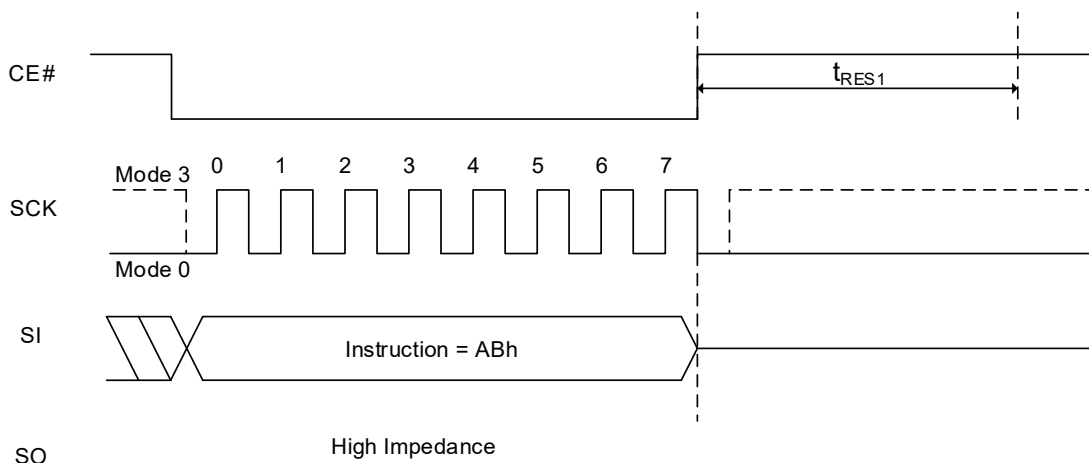 CE#
tRES1
0 1 2 3 4 5 6 7
Mode 3
SCK
Mode 0
SI
Instruction = ABh
High Impedance
SO